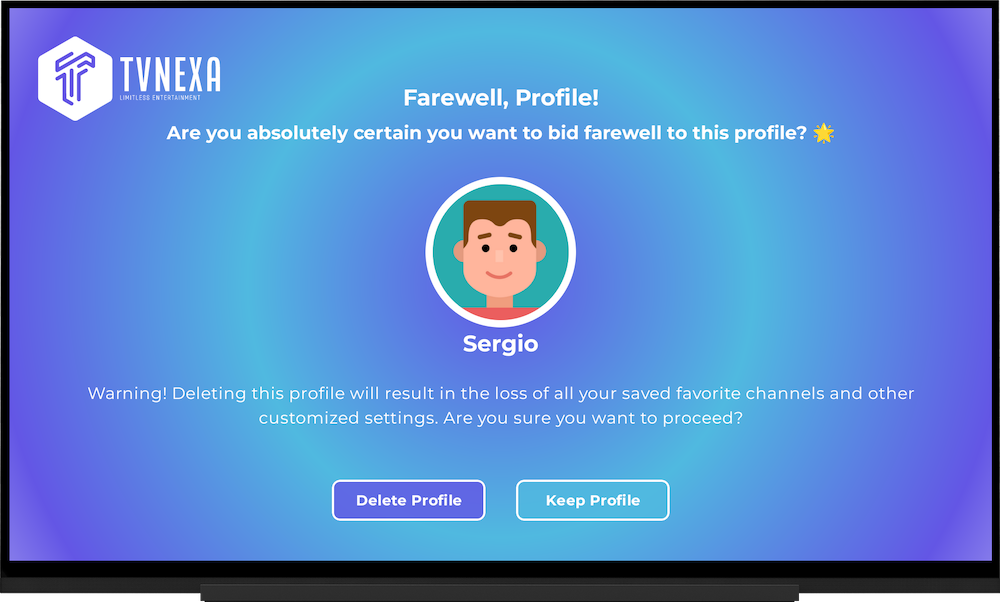 TVNEXA
LIMITLESS ENTERTAINMENT
Farewell, Profile!
Are you absolutely certain you want to bid farewell to this profile? 🌟
Sergio
Warning! Deleting this profile will result in the loss of all your saved favorite channels and other
customized settings. Are you sure you want to proceed?
Delete Profile
Keep Profile